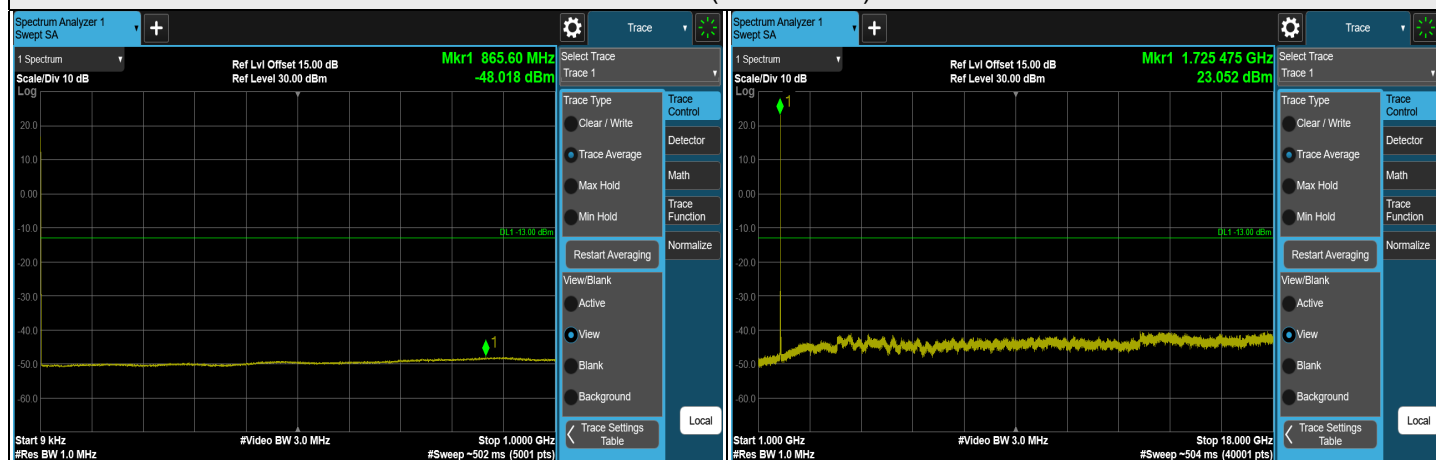 Spectrum Analyzer 1
Swept SA
+
Trace
1 Spectrum
Scale/Div 10 dB
Log
Ref Lvl Offset 15.00 dB
Ref Level 30.00 dBm
Mkr1 865.60 MHz
-48.018 dBm
20.0
10.0
0.00
-10.0
-20.0
-30.0
-40.0
-50.0
-60.0
DL1 -13.00 dBm
1
Start 9 kHz
#Res BW 1.0 MHz
#Video BW 3.0 MHz
Stop 1.0000 GHz
#Sweep ~502 ms (5001 pts)
Select Trace
Trace 1
Trace Type
Clear / Write
Trace Average
Max Hold
Min Hold
Restart Averaging
View/Blank
Active
View
Blank
Background
Trace Settings
Table
Trace
Control
Detector
Math
Trace
Function
Normalize
Local
Spectrum Analyzer 1
Swept SA
+
Trace
1 Spectrum
Scale/Div 10 dB
Log
Ref Lvl Offset 15.00 dB
Ref Level 30.00 dBm
Mkr1 1.725 475 GHz
23.052 dBm
1
20.0
10.0
0.00
-10.0
-20.0
-30.0
-40.0
-50.0
-60.0
DL1 -13.00 dBm
Start 1.000 GHz
#Res BW 1.0 MHz
#Video BW 3.0 MHz
Stop 18.000 GHz
#Sweep ~504 ms (40001 pts)
Select Trace
Trace 1
Trace Type
Clear / Write
Trace Average
Max Hold
Min Hold
Restart Averaging
View/Blank
Active
View
Blank
Background
Trace Settings
Table
Trace
Control
Detector
Math
Trace
Function
Normalize
Local